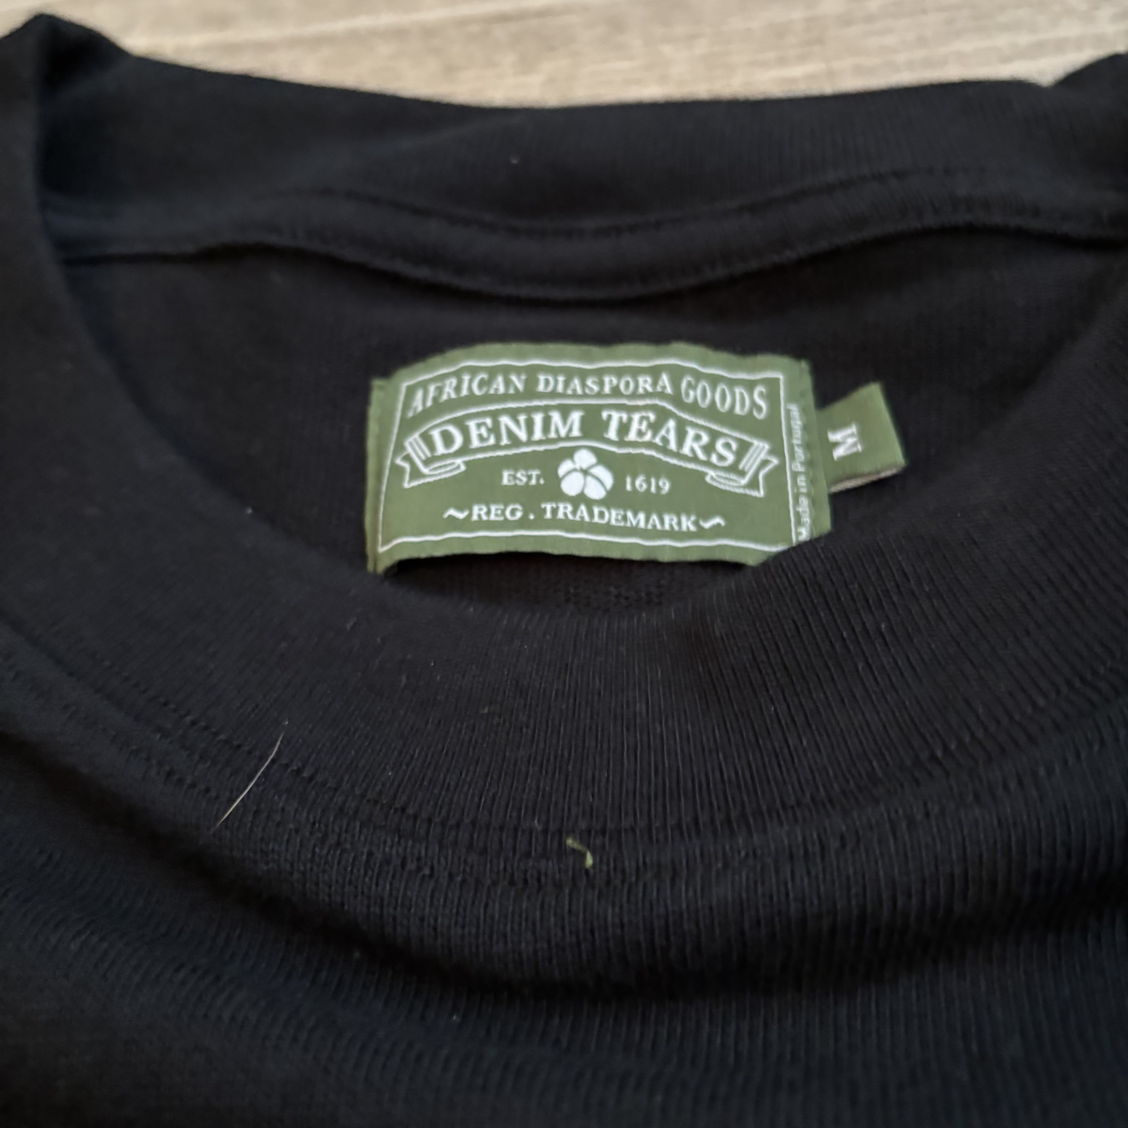 AFRICAN DIASPORA GOODS
DENIM TEARS
EST. 1619
~REG. TRADEMARK~
Made in Portugal
M